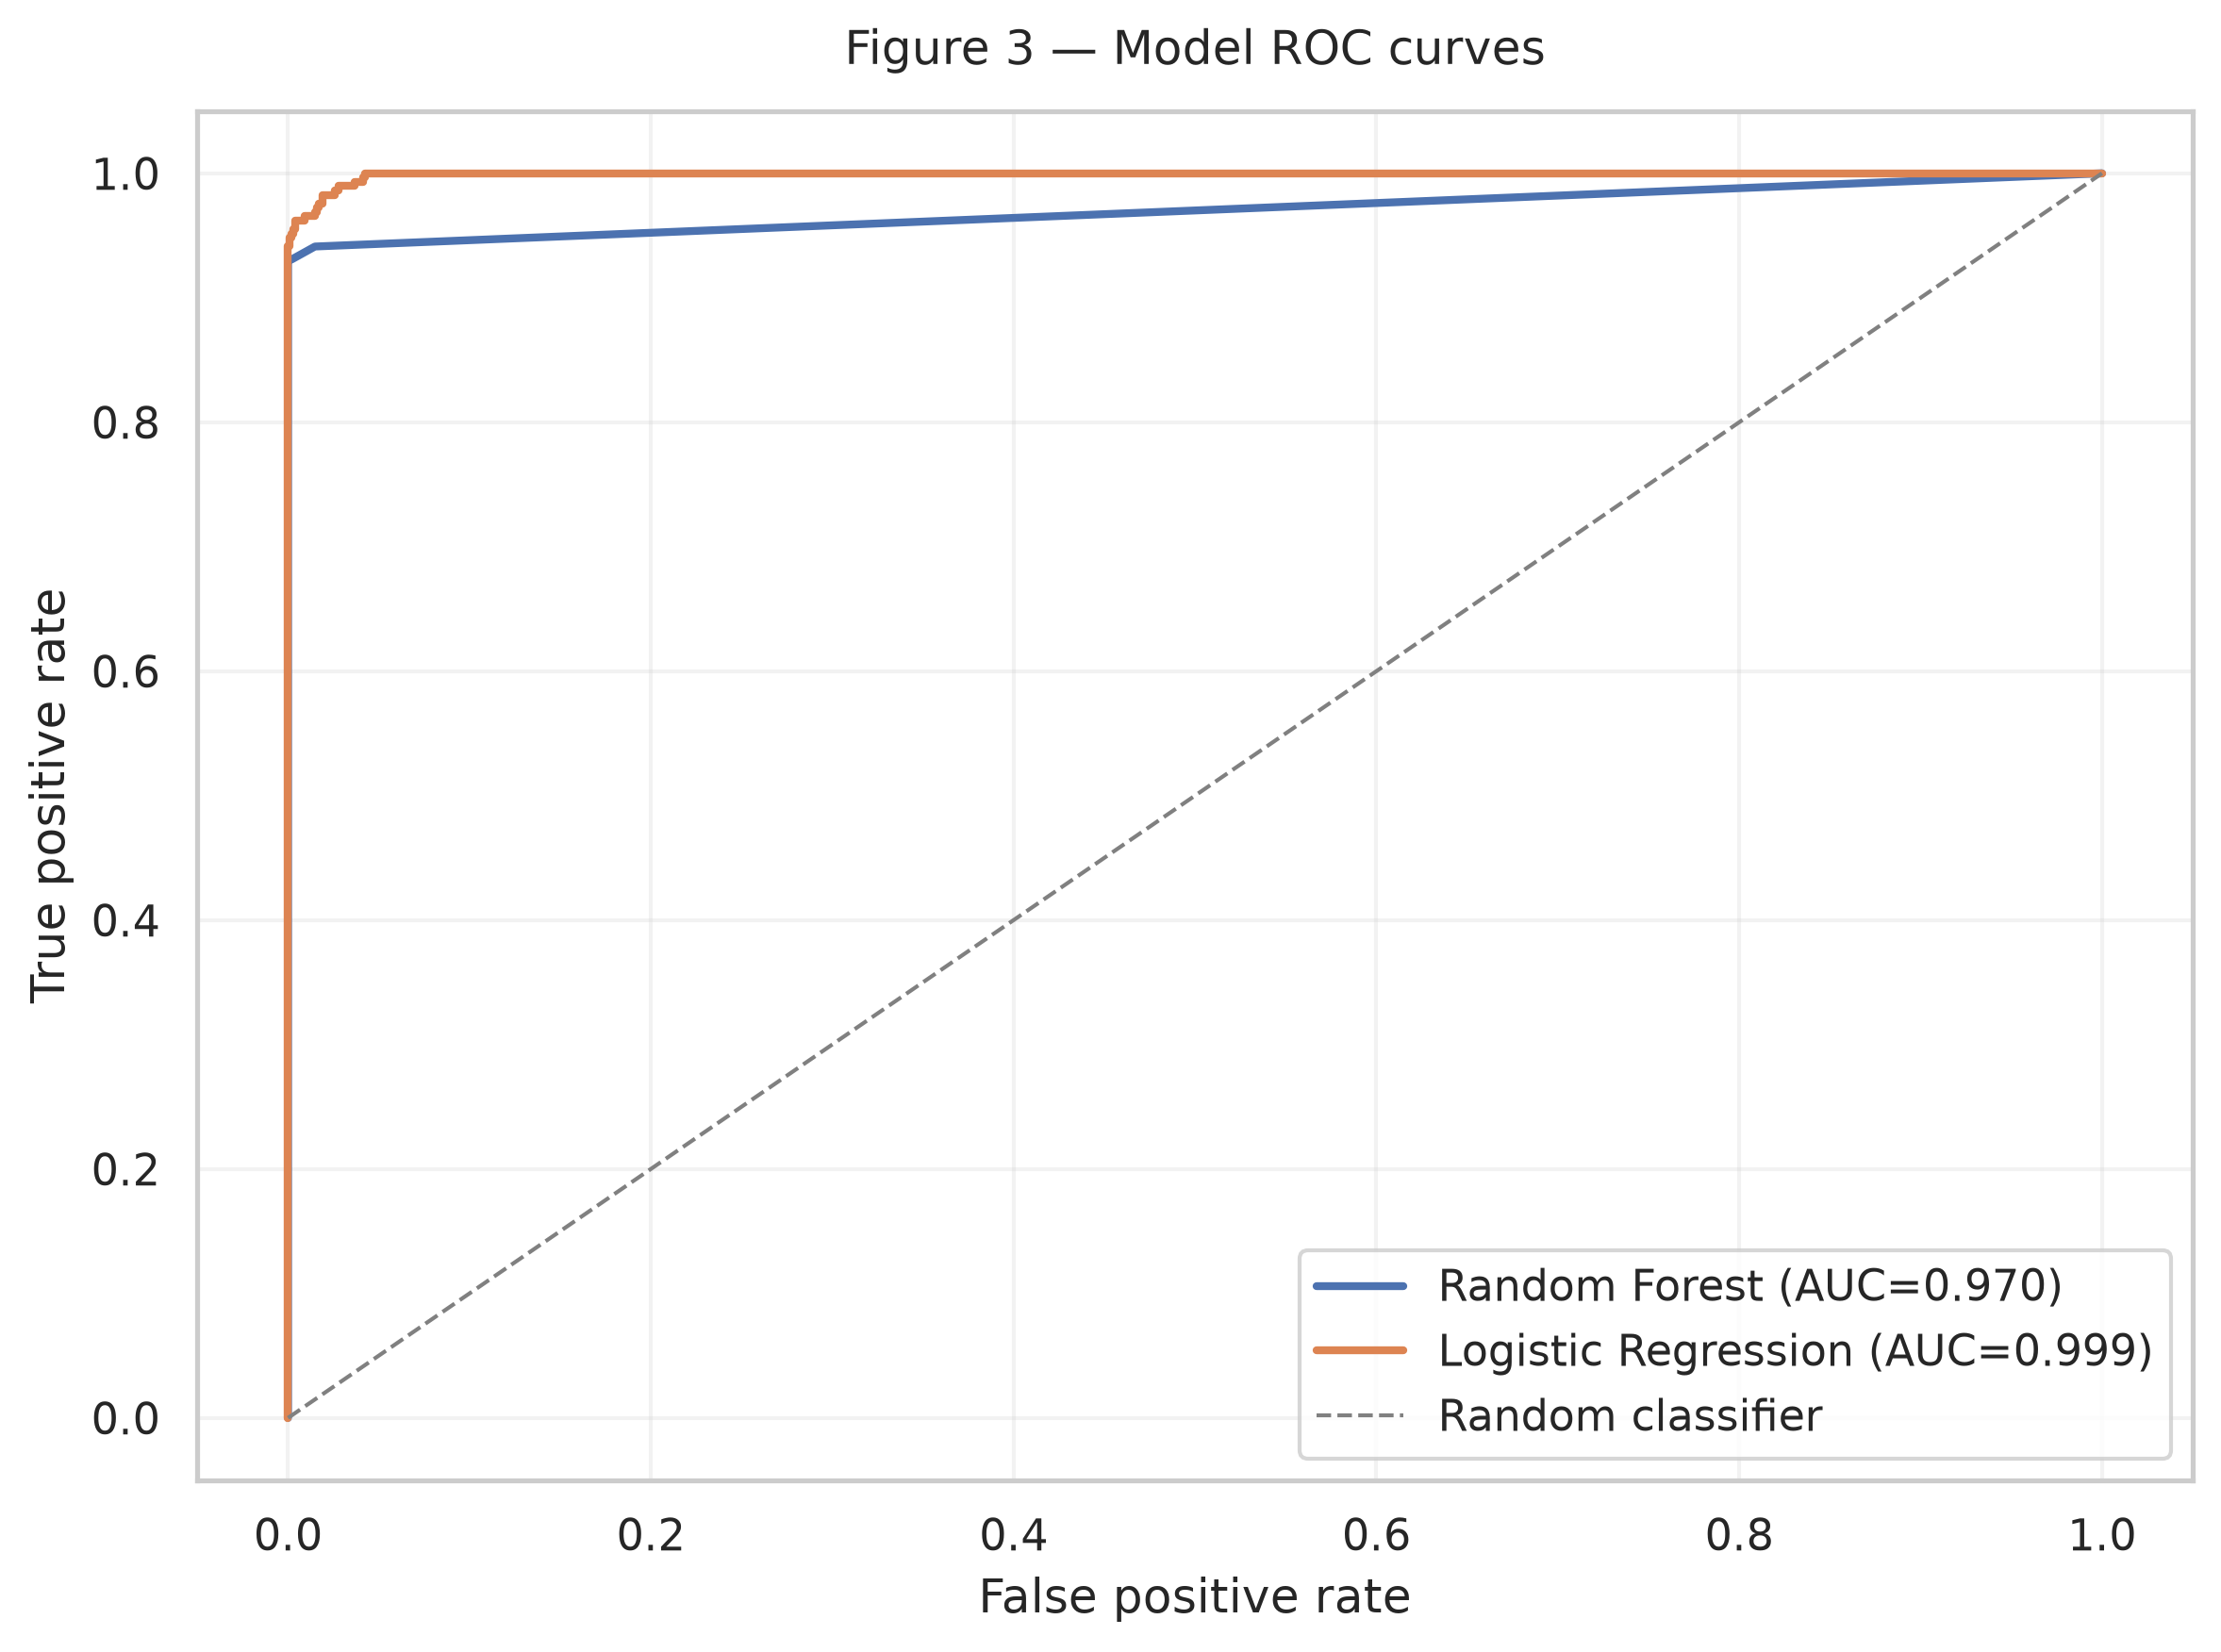 Figure 3 — Model ROC curves
True positive rate
1.0
0.8
0.6
0.4
0.2
0.0
Random Forest (AUC=0.970)
Logistic Regression (AUC=0.999)
Random classifier
0.0 0.2 0.4 0.6 0.8 1.0
False positive rate